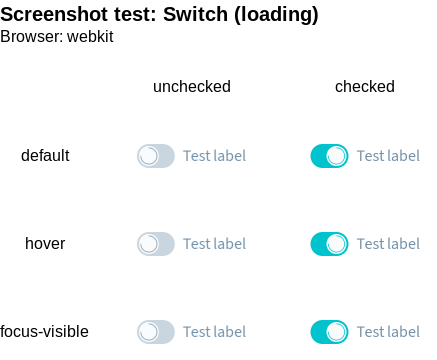 Screenshot test: Switch (loading)
Browser: webkit
unchecked checked
default Test label Test label
hover Test label Test label
focus-visible Test label Test label